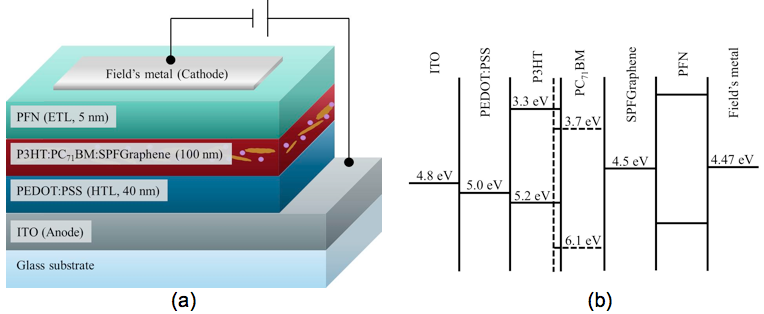 Field's metal (Cathode)
PFN (ETL, 5 nm)
P3HT:PC71BM:SPFGraphene (100 nm)
PEDOT:PSS (HTL, 40 nm)
ITO (Anode)
Glass substrate
(a)
ITO
PEDOT:PSS
P3HT
PC71BM
SPFGraphene
PFN
Field's metal
3.3 eV
3.7 eV
4.8 eV
5.0 eV
5.2 eV
4.5 eV
4.47 eV
6.1 eV
(b)